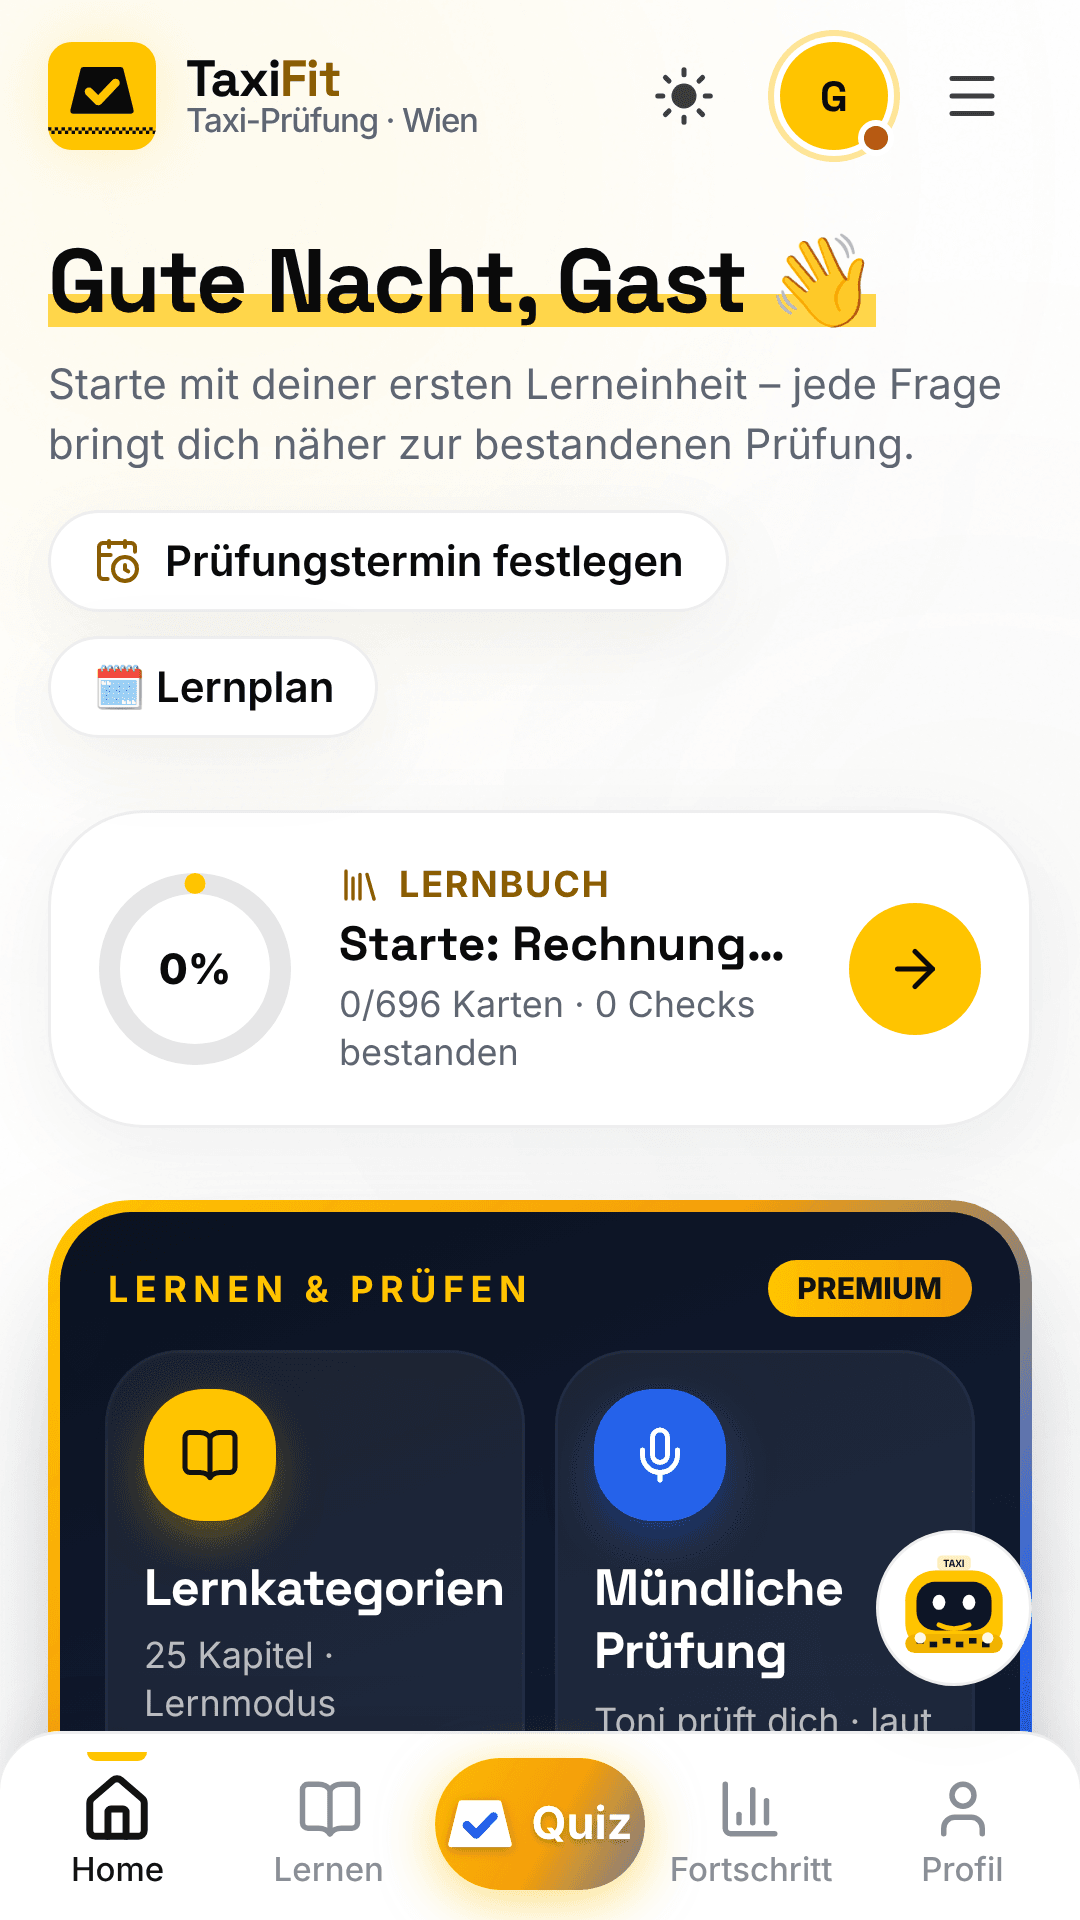 TaxiFit
Taxi-Prüfung · Wien
G
Gute Nacht, Gast 👋
Starte mit deiner ersten Lerneinheit – jede Frage
bringt dich näher zur bestandenen Prüfung.
Prüfungstermin festlegen
🗓️ Lernplan
0%
LERNBUCH
Starte: Rechnung…
0/696 Karten · 0 Checks
bestanden
LERNEN & PRÜFEN
PREMIUM
Lernkategorien
25 Kapitel ·
Lernmodus
Mündliche
Prüfung
Toni prüft dich · laut
TAXI
Home
Lernen
Quiz
Fortschritt
Profil